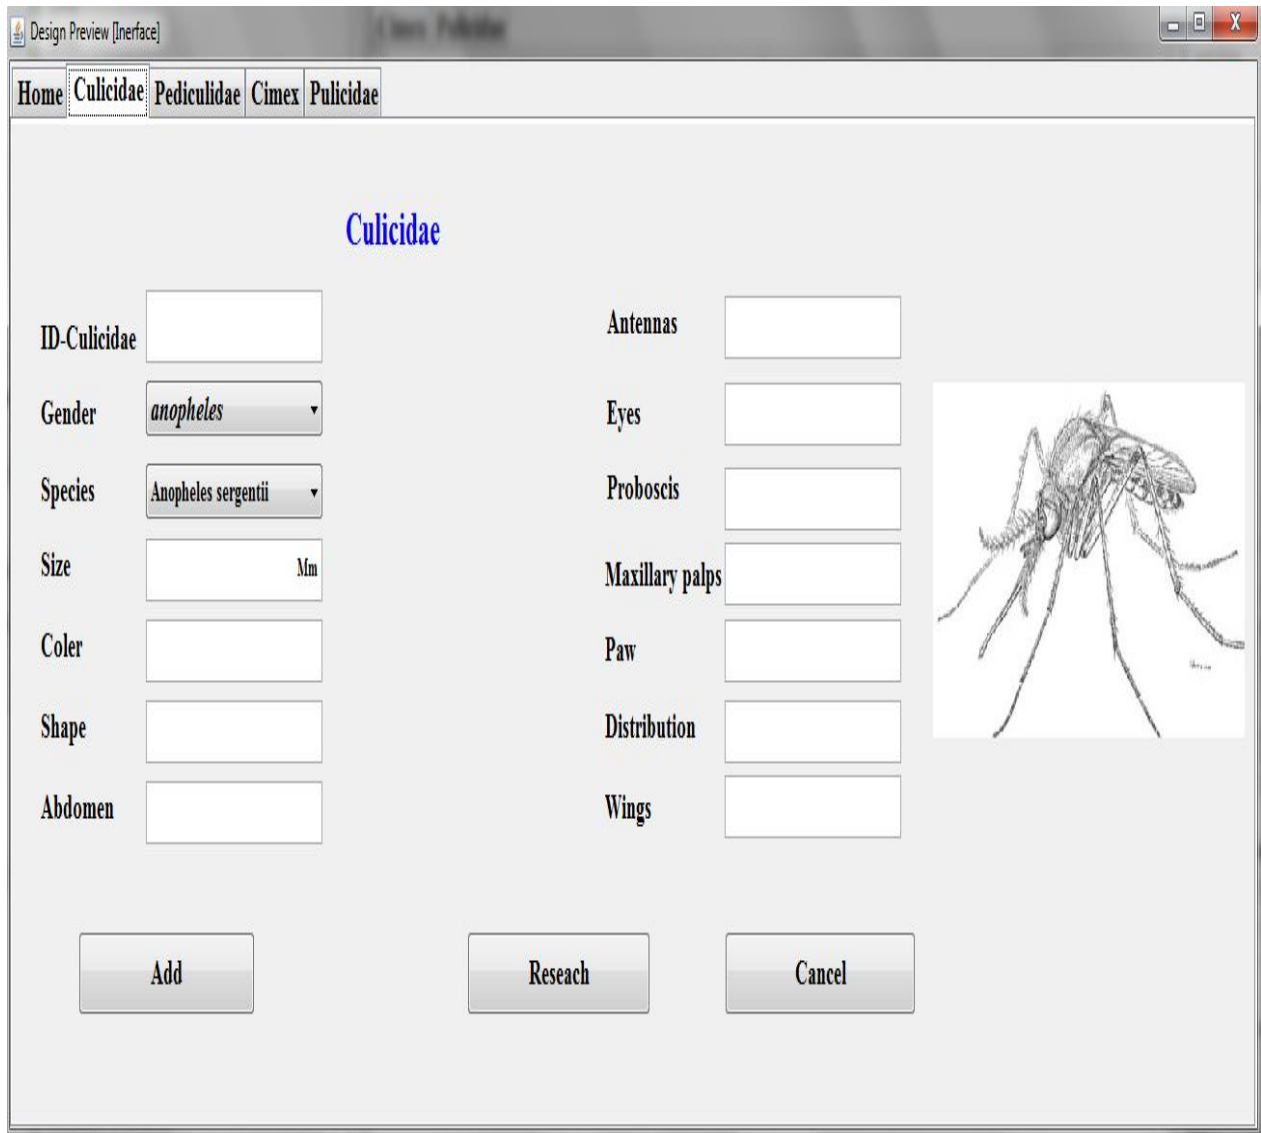 Design Preview [Inerface]
Home Culicidae Pediculidae Cimex Pulicidae
Culicidae
ID-Culicidae
Gender anopheles
Species Anopheles sergentii
Size Mm
Coler
Shape
Abdomen
Antennas
Eyes
Proboscis
Maxillary palps
Paw
Distribution
Wings
Add Reseach Cancel